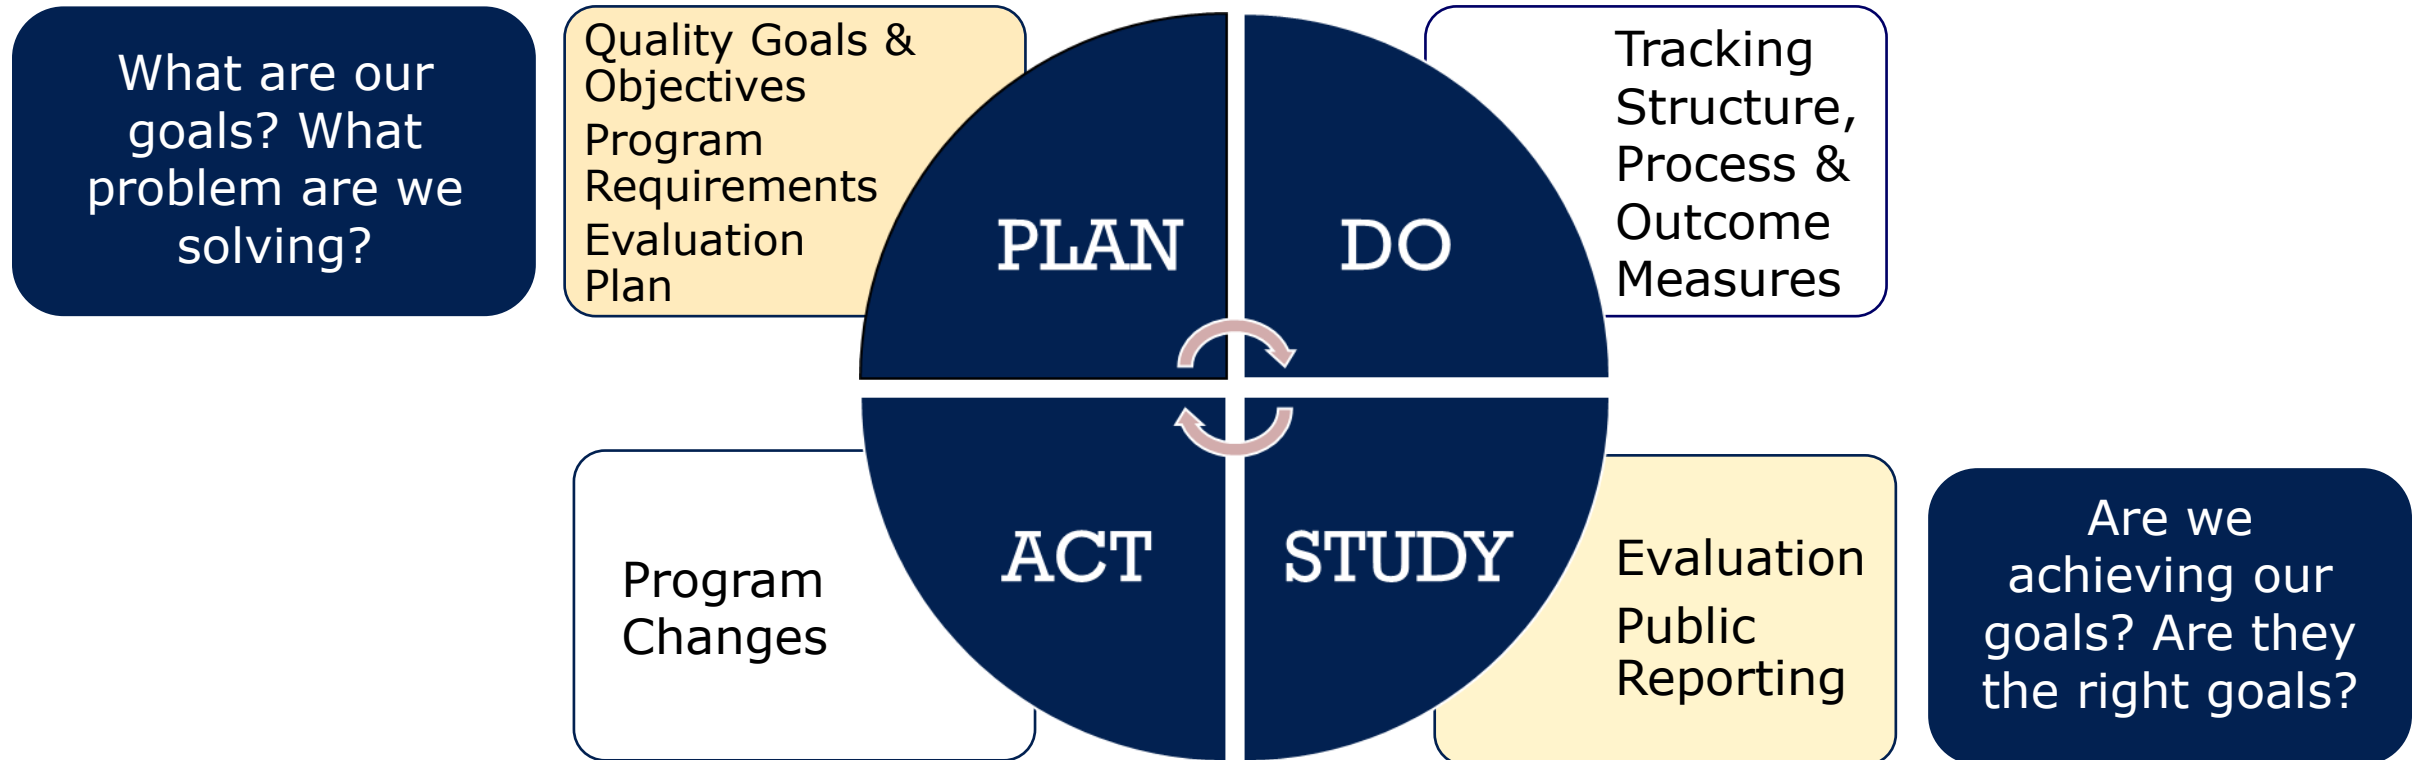 What are our
goals? What
problem are we
solving?
Quality Goals &
Objectives
Program
Requirements
Evaluation
Plan
PLAN
DO
Tracking
Structure,
Process &
Outcome
Measures
Program
Changes
ACT
STUDY
Evaluation
Public
Reporting
Are we
achieving our
goals? Are they
the right goals?